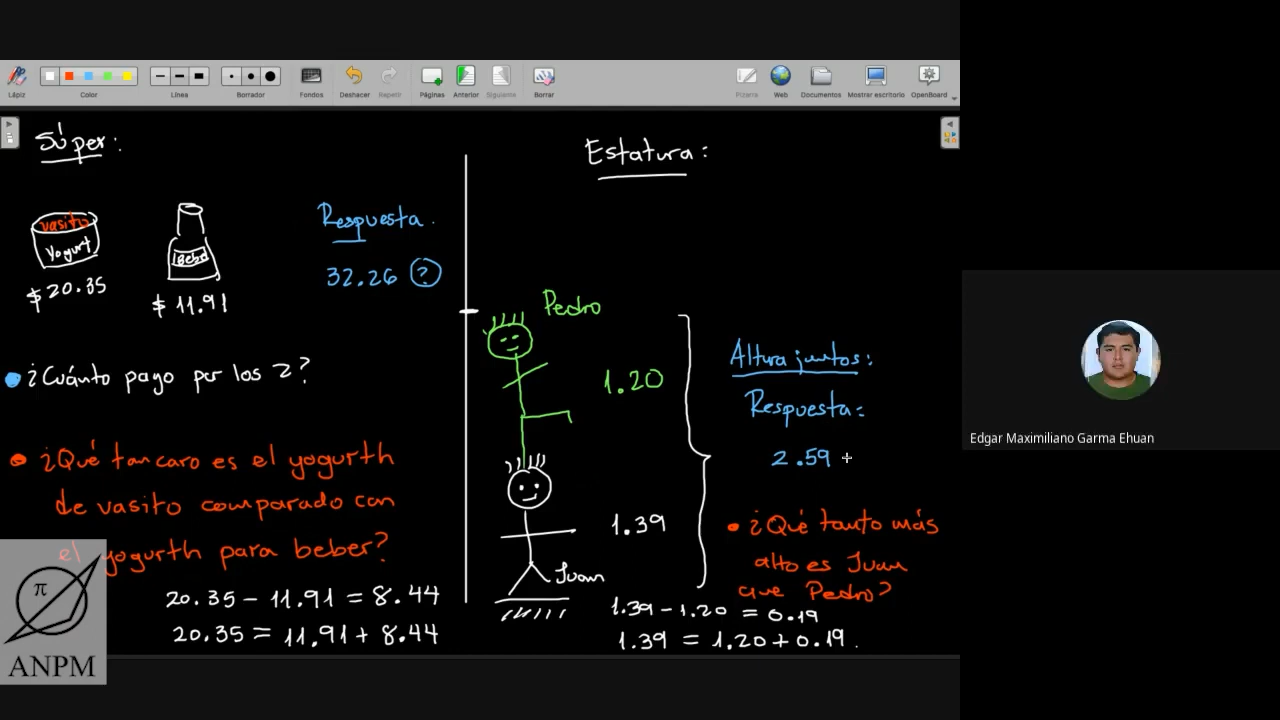 Lápiz
Color
Línea
Borrador
Fondos
Deshacer
Repetir
Páginas
Anterior
Siguiente
Borrar
Pizarra
Web
Documentos
Mostrar escritorio
OpenBoard
Súper:
vasito
Yogurt
$20.35
Bebe
$ 11.91
Respuesta.
32.26 ?
• ¿Cuánto pago por los 2?
• ¿Qué tan caro es el yogurth
de vasito comparado con
el yogurth para beber?
20.35 - 11.91 = 8.44
20.35 = 11.91 + 8.44
Estatura:
Pedro
1.20
1.39
Juan
Altura juntos:
Respuesta:
2.59
• ¿Qué tanto más
alto es Juan
que Pedro?
1.39 - 1.20 = 0.19
1.39 = 1.20 + 0.19.
π
ANPM
Edgar Maximiliano Garma Ehuan